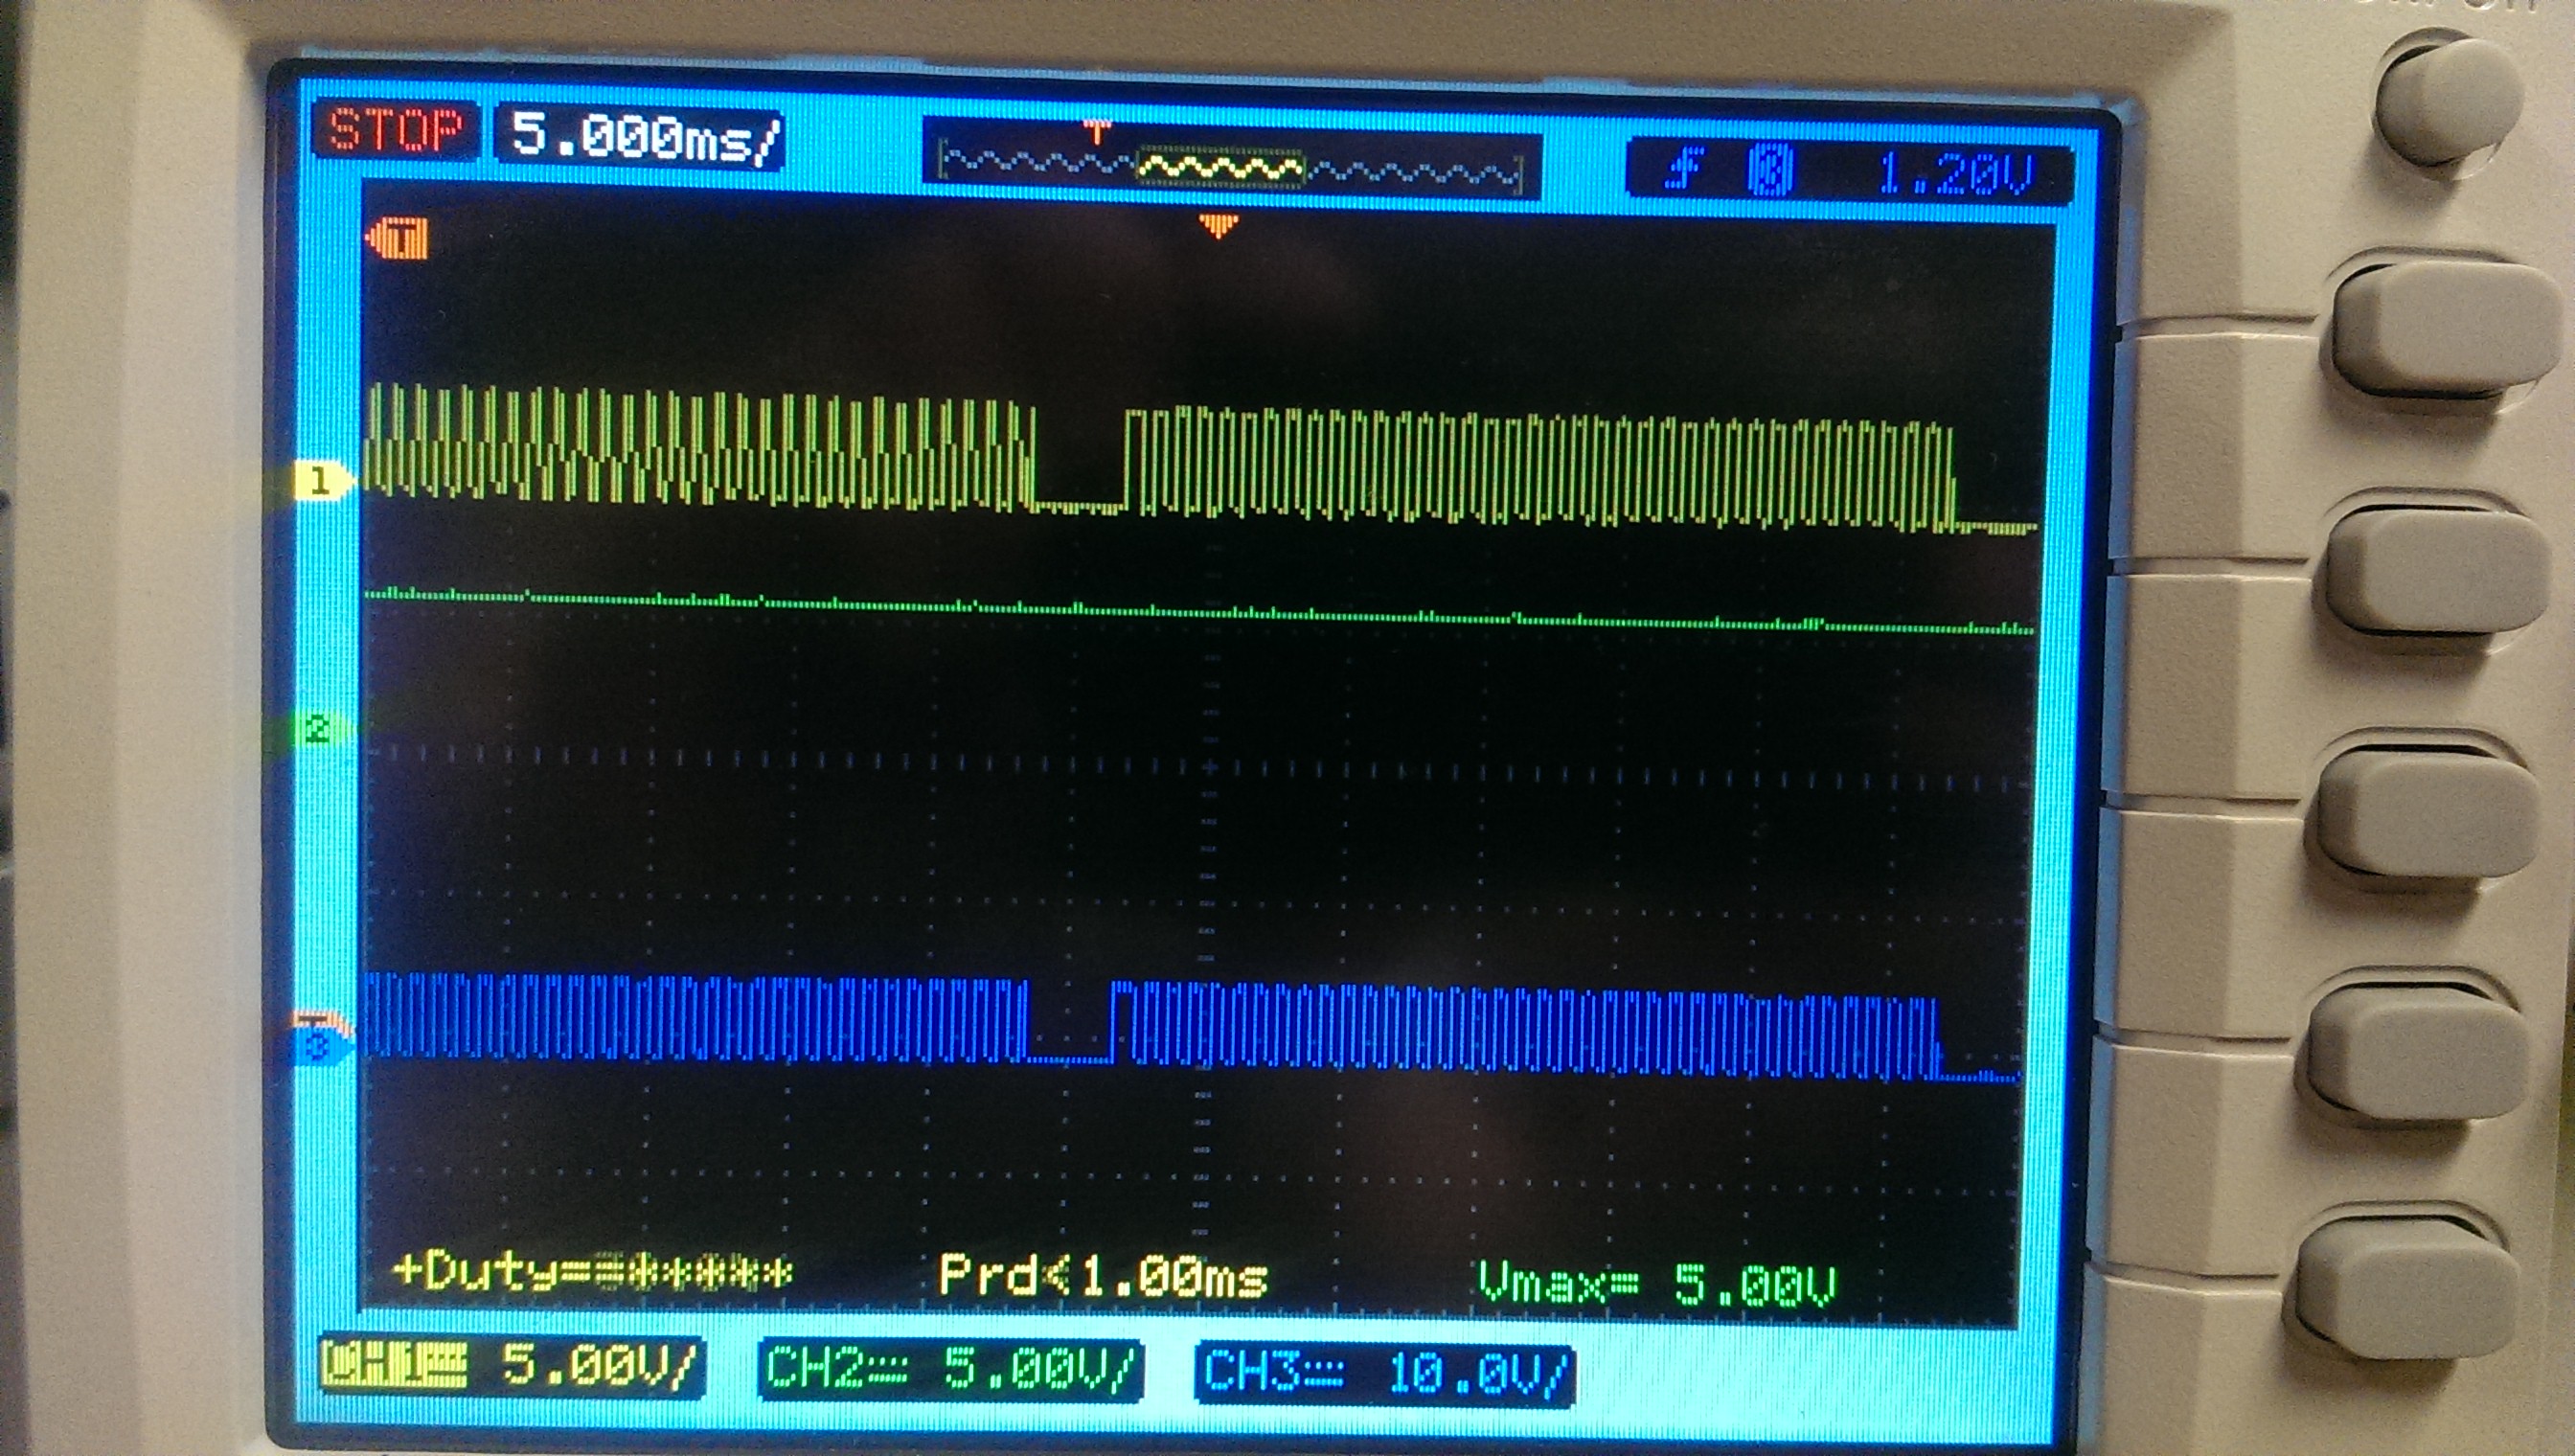 STOP 5.000ms/ T 3 1.20V
T
1
2
3
+Duty=***** Prd<1.00ms Vmax= 5.00V
CH1 5.00V/ CH2 5.00V/ CH3 10.0V/